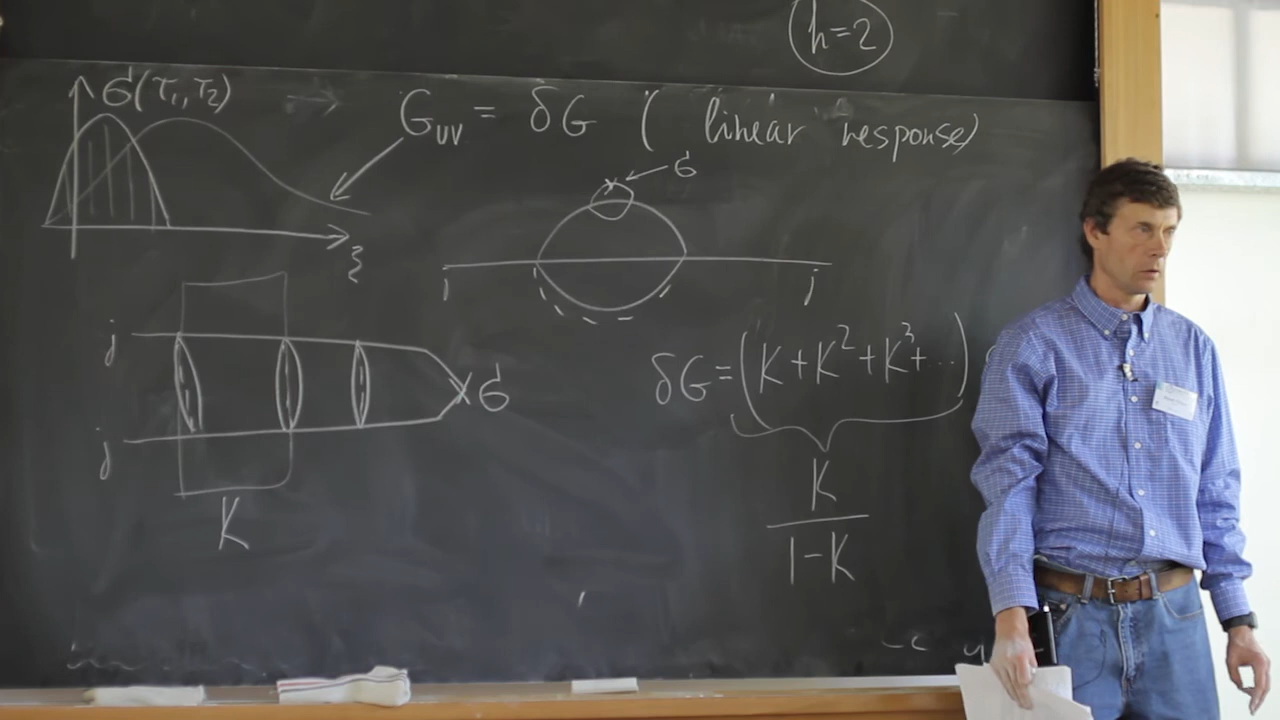 h=2
σ(τ₁,τ₂) → G_UV = δG ( linear response)
σ
ξ
i j
j
σ
δG = (K+K²+K³+...)
j
K
K
1-K